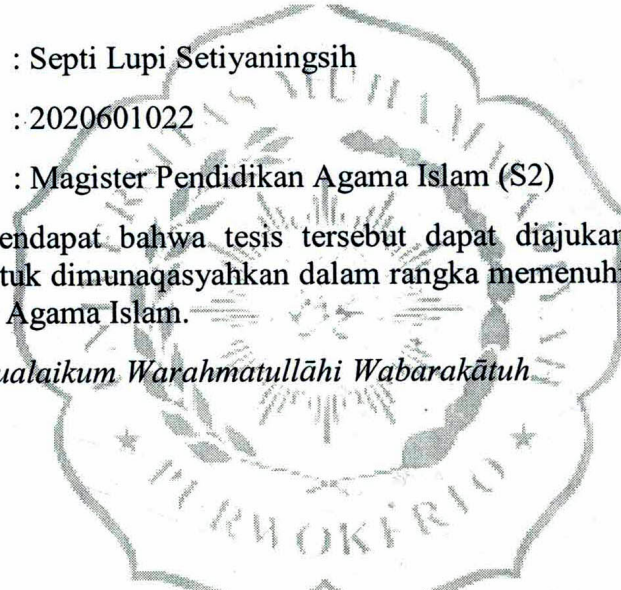 : Septi Lupi Setiyaningsih
: 2020601022
: Magister Pendidikan Agama Islam (S2)
endapat bahwa tesis tersebut dapat diajukan
tuk dimunaqasyahkan dalam rangka memenuhi
Agama Islam.
ualaikum Warahmatullāhi Wabarakātuh
PURWOKERTO